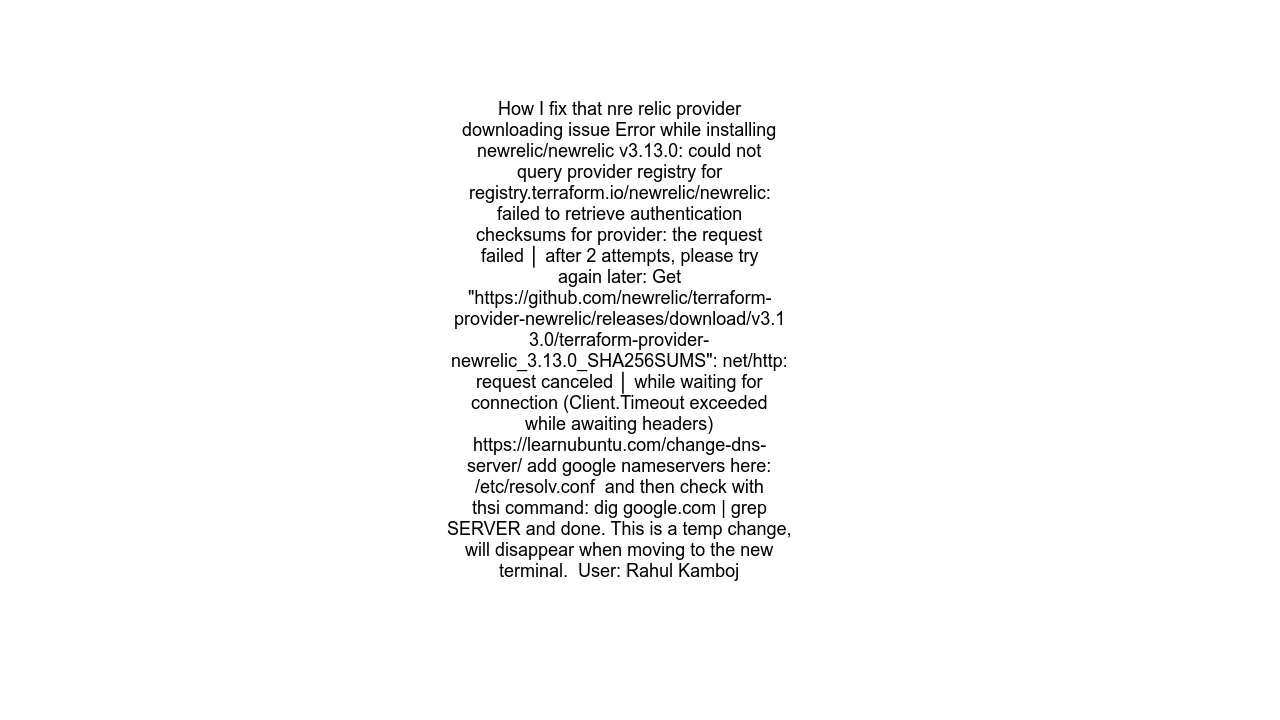 How I fix that nre relic provider
downloading issue Error while installing
newrelic/newrelic v3.13.0: could not
query provider registry for
registry.terraform.io/newrelic/newrelic:
failed to retrieve authentication
checksums for provider: the request
failed │ after 2 attempts, please try
again later: Get
"https://github.com/newrelic/terraform-
provider-newrelic/releases/download/v3.1
3.0/terraform-provider-
newrelic_3.13.0_SHA256SUMS": net/http:
request canceled │ while waiting for
connection (Client.Timeout exceeded
while awaiting headers)
https://learnubuntu.com/change-dns-
server/ add google nameservers here:
/etc/resolv.conf  and then check with
thsi command: dig google.com | grep
SERVER and done. This is a temp change,
will disappear when moving to the new
terminal.  User: Rahul Kamboj